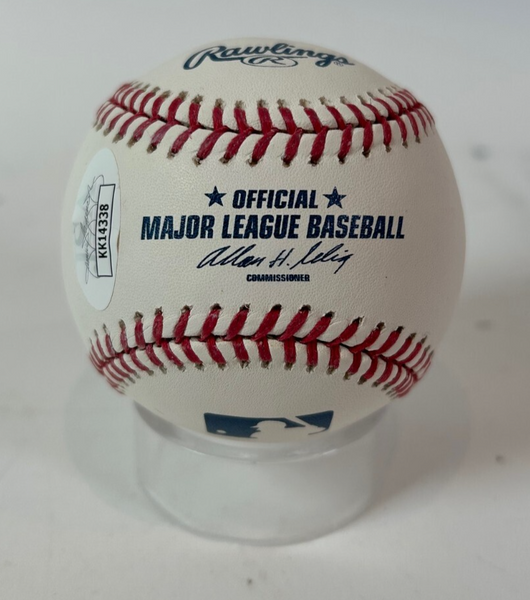 Rawlings
R
OFFICIAL
MAJOR LEAGUE BASEBALL
Allan H. Selig
COMMISSIONER
KK14338